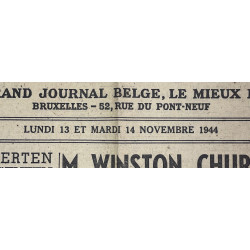 RAND JOURNAL BELGE, LE MIEUX
BRUXELLES – 52, RUE DU PONT-NEUF
LUNDI 13 ET MARDI 14 NOVEMBRE 1944
ERTEN
M. WINSTON CHUR